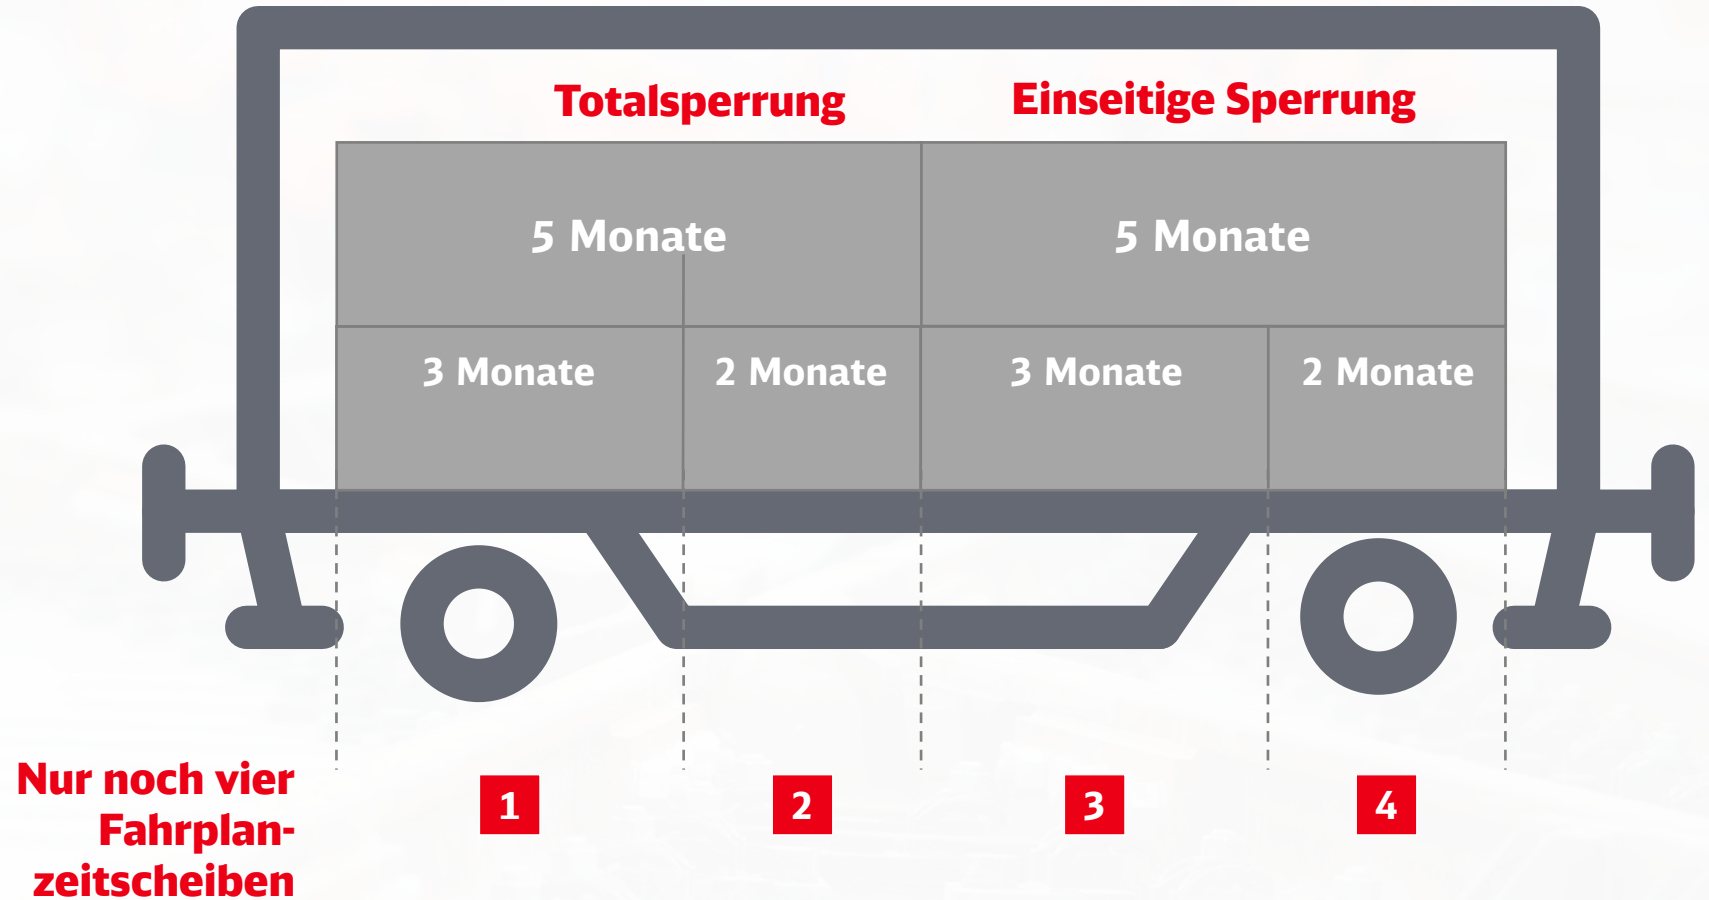 Totalsperrung
Einseitige Sperrung
5 Monate
5 Monate
3 Monate
2 Monate
3 Monate
2 Monate
Nur noch vier
Fahrplan-
zeitscheiben
1
2
3
4